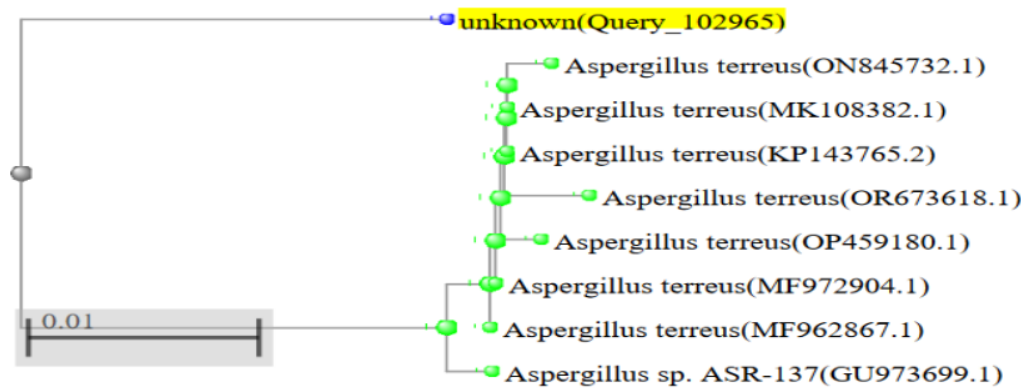 unknown(Query_102965)
Aspergillus terreus(ON845732.1)
Aspergillus terreus(MK108382.1)
Aspergillus terreus(KP143765.2)
Aspergillus terreus(OR673618.1)
Aspergillus terreus(OP459180.1)
Aspergillus terreus(MF972904.1)
0.01
Aspergillus terreus(MF962867.1)
Aspergillus sp. ASR-137(GU973699.1)